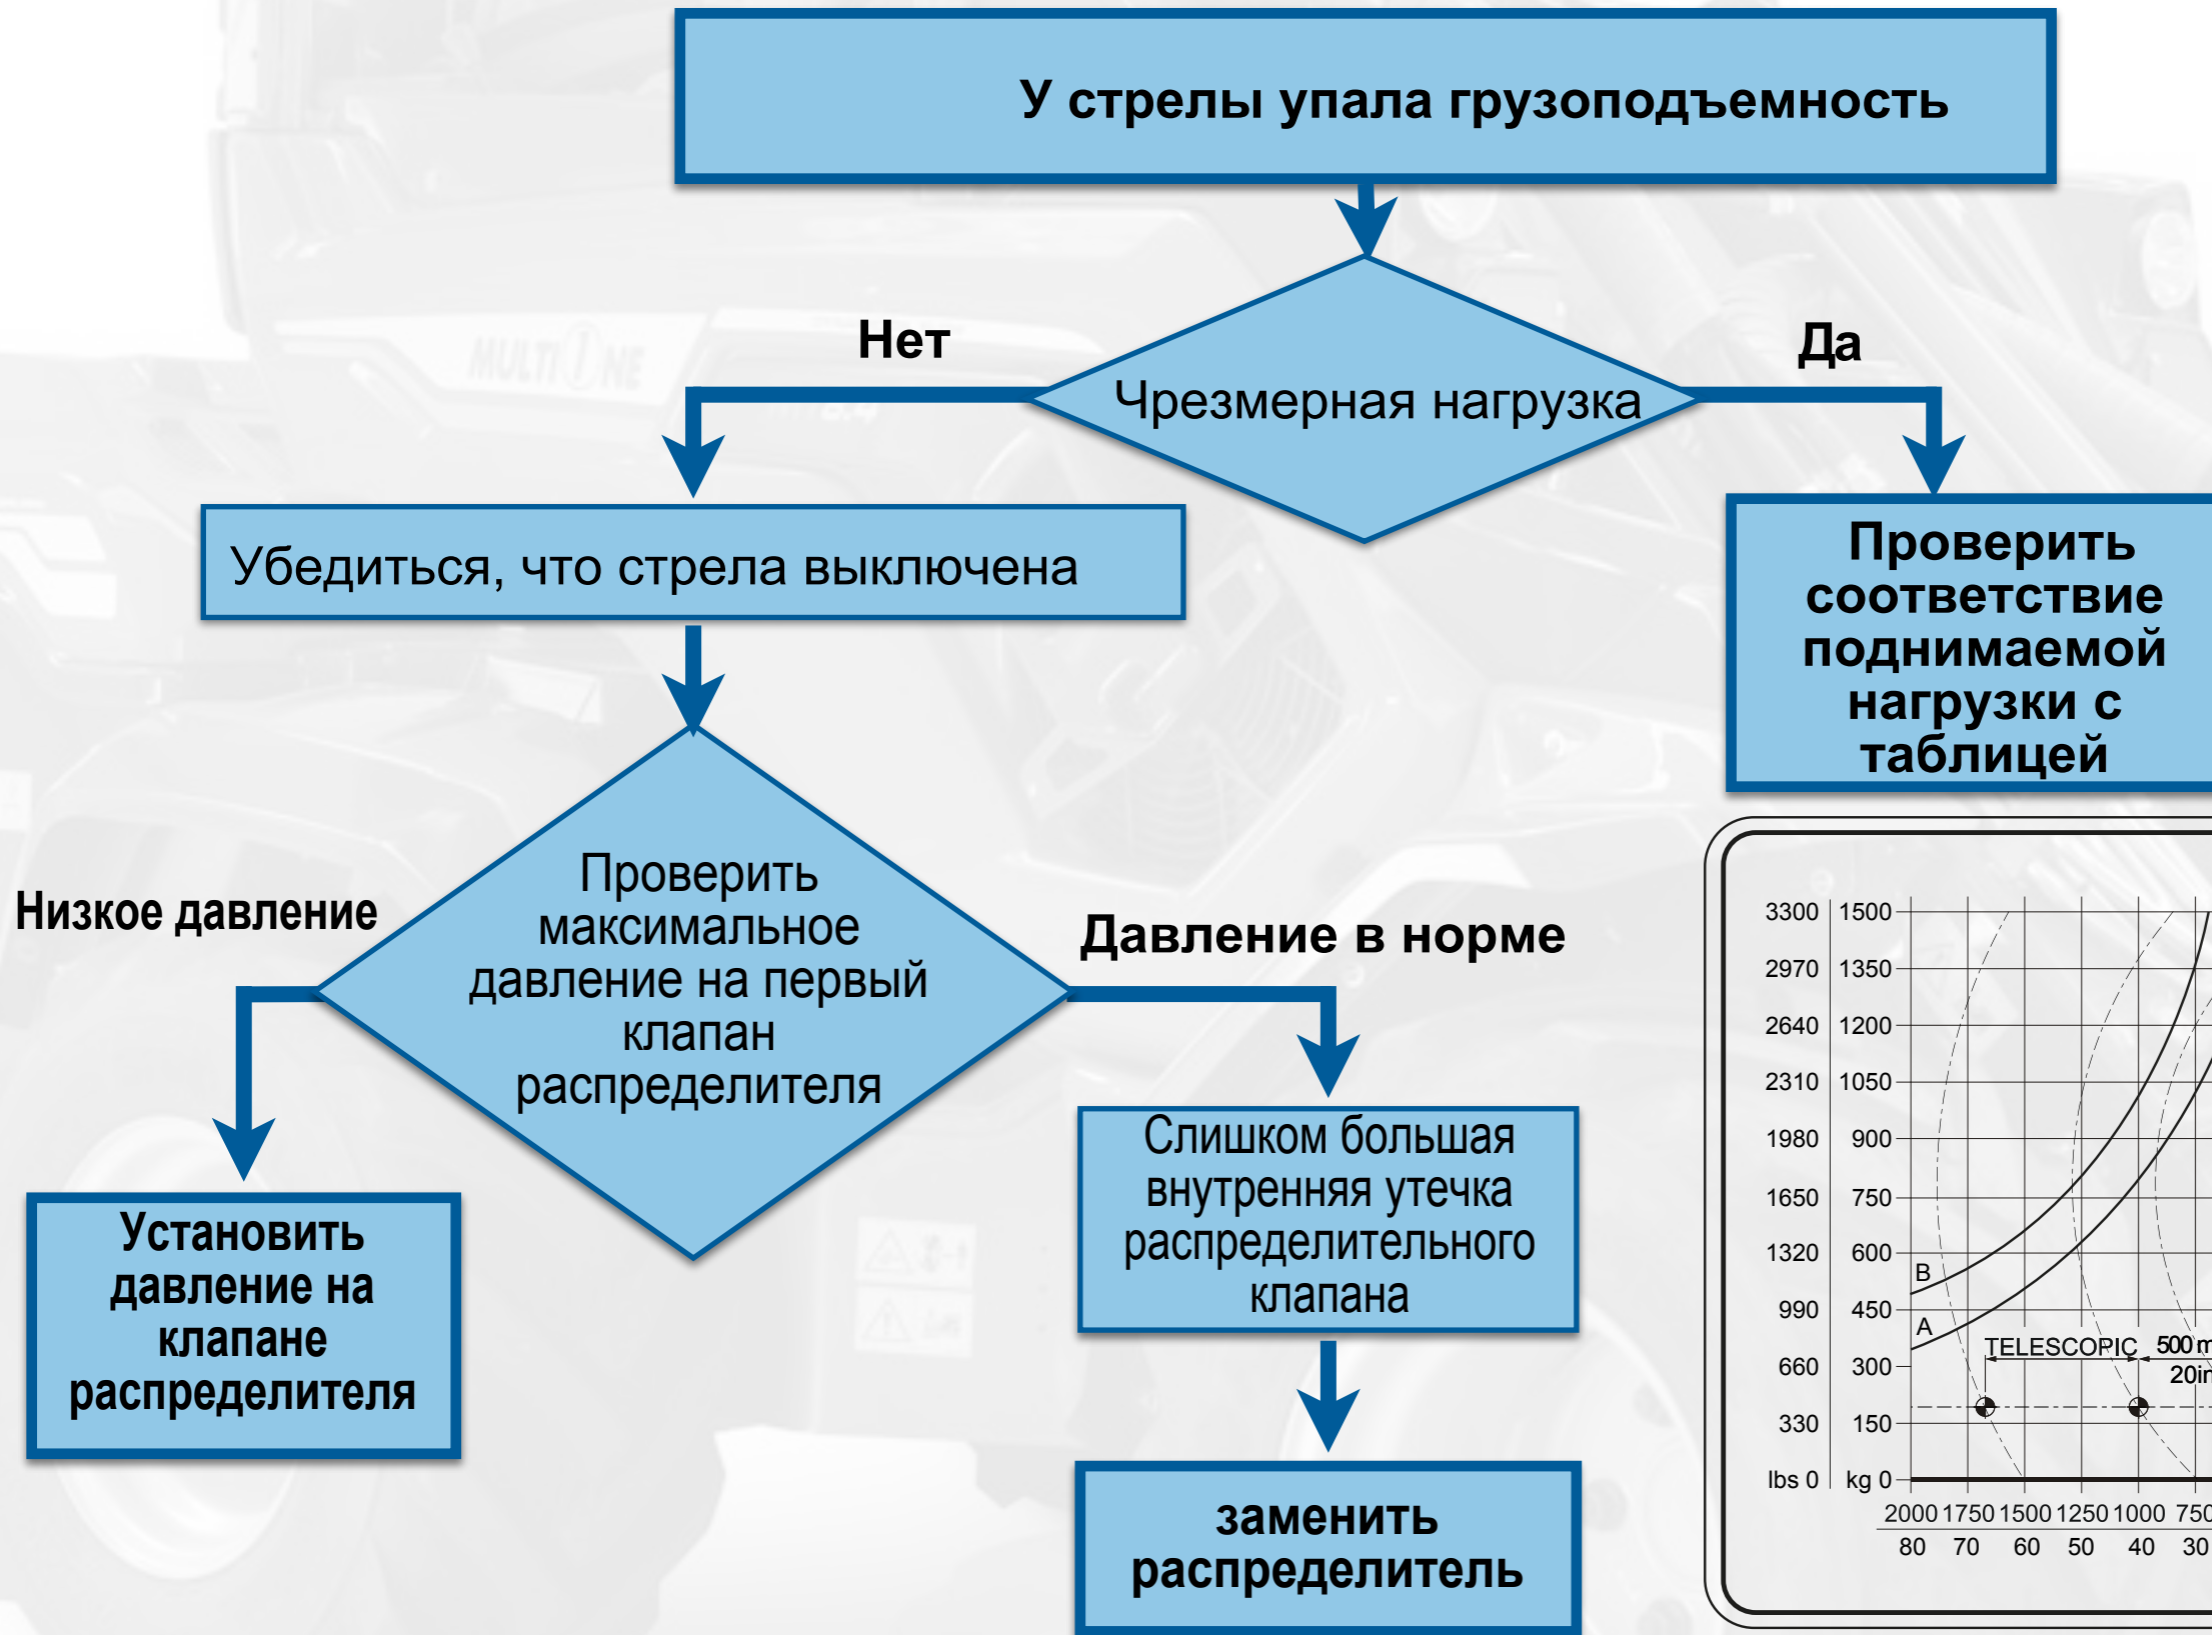 У стрелы упала грузоподъемность
Нет
Да
Чрезмерная нагрузка
Убедиться, что стрела выключена
Проверить
соответствие
поднимаемой
нагрузки с
таблицей
Низкое давление
Проверить
максимальное
давление на первый
клапан
распределителя
Давление в норме
Установить
давление на
клапане
распределителя
Слишком большая
внутренняя утечка
распределительного
клапана
заменить
распределитель
MULTIONE
3300 1500
2970 1350
2640 1200
2310 1050
1980 900
1650 750
1320 600
B
990 450
A
TELESCOPIC 500 m
660 300
20in
330 150
lbs 0 kg 0
2000 1750 1500 1250 1000 750
80 70 60 50 40 30